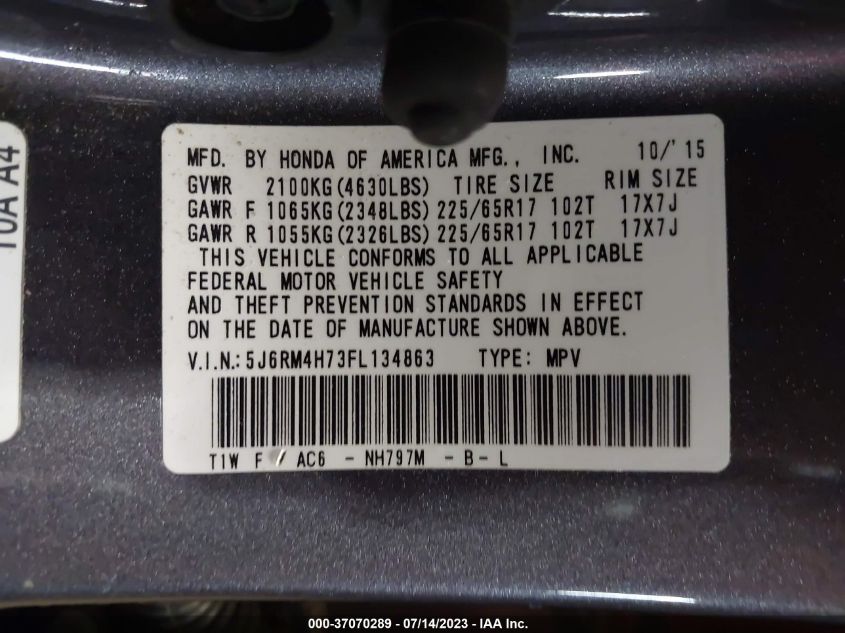 10A A4
MFD. BY HONDA OF AMERICA MFG., INC. 10/'15
GVWR 2100KG(4630LBS) TIRE SIZE RIM SIZE
GAWR F 1065KG(2348LBS) 225/65R17 102T 17X7J
GAWR R 1055KG(2326LBS) 225/65R17 102T 17X7J
THIS VEHICLE CONFORMS TO ALL APPLICABLE
FEDERAL MOTOR VEHICLE SAFETY
AND THEFT PREVENTION STANDARDS IN EFFECT
ON THE DATE OF MANUFACTURE SHOWN ABOVE.
V.I.N.: 5J6RM4H73FL134863 TYPE: MPV
T1W F / AC6 - NH797M - B - L
000-37070289 - 07/14/2023 - IAA Inc.